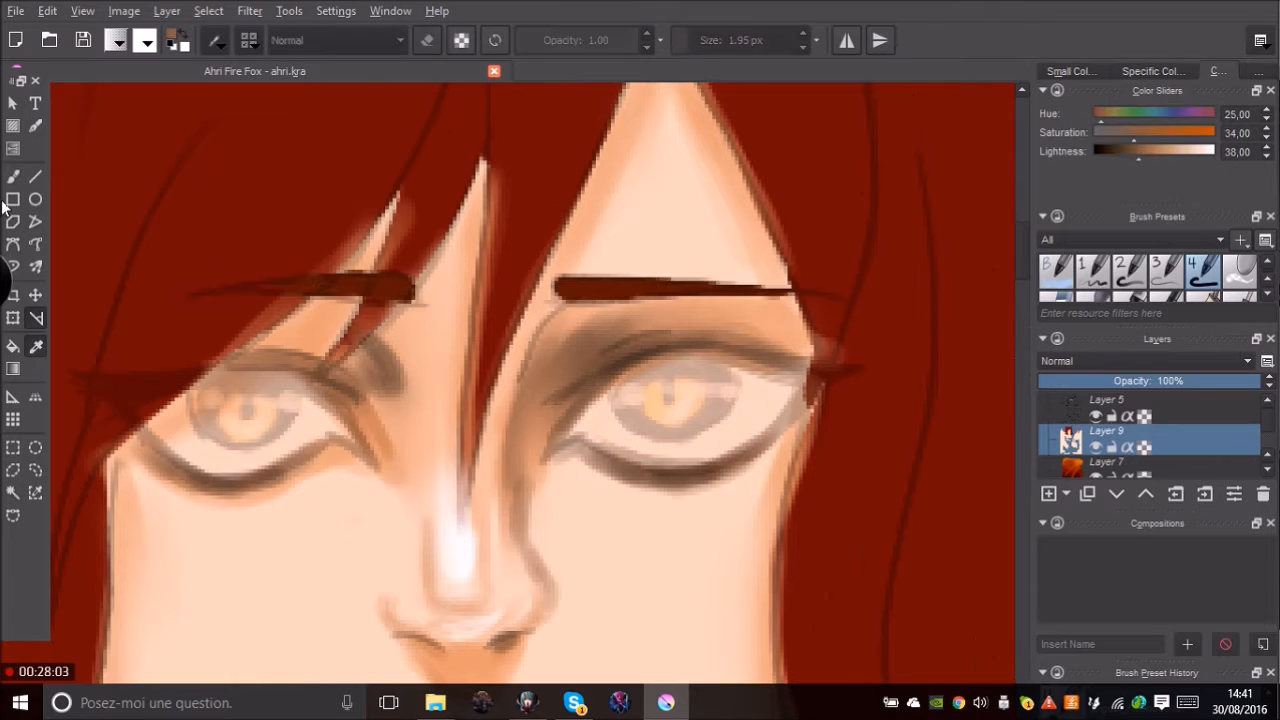 File Edit View Image Layer Select Filter Tools Settings Window Help
Normal Opacity: 1.00 Size: 1.95 px
Ahri Fire Fox - ahri.kra
Small Col... Specific Co... C... ...
Color Sliders
Hue: 25,00
Saturation: 34,00
Lightness: 38,00
Brush Presets
All
Enter resource filters here
Layers
Normal
Opacity: 100%
Layer 5
Layer 9
Layer 7
Compositions
Insert Name
Brush Preset History
00:28:03
Posez-moi une question.
14:41
30/08/2016